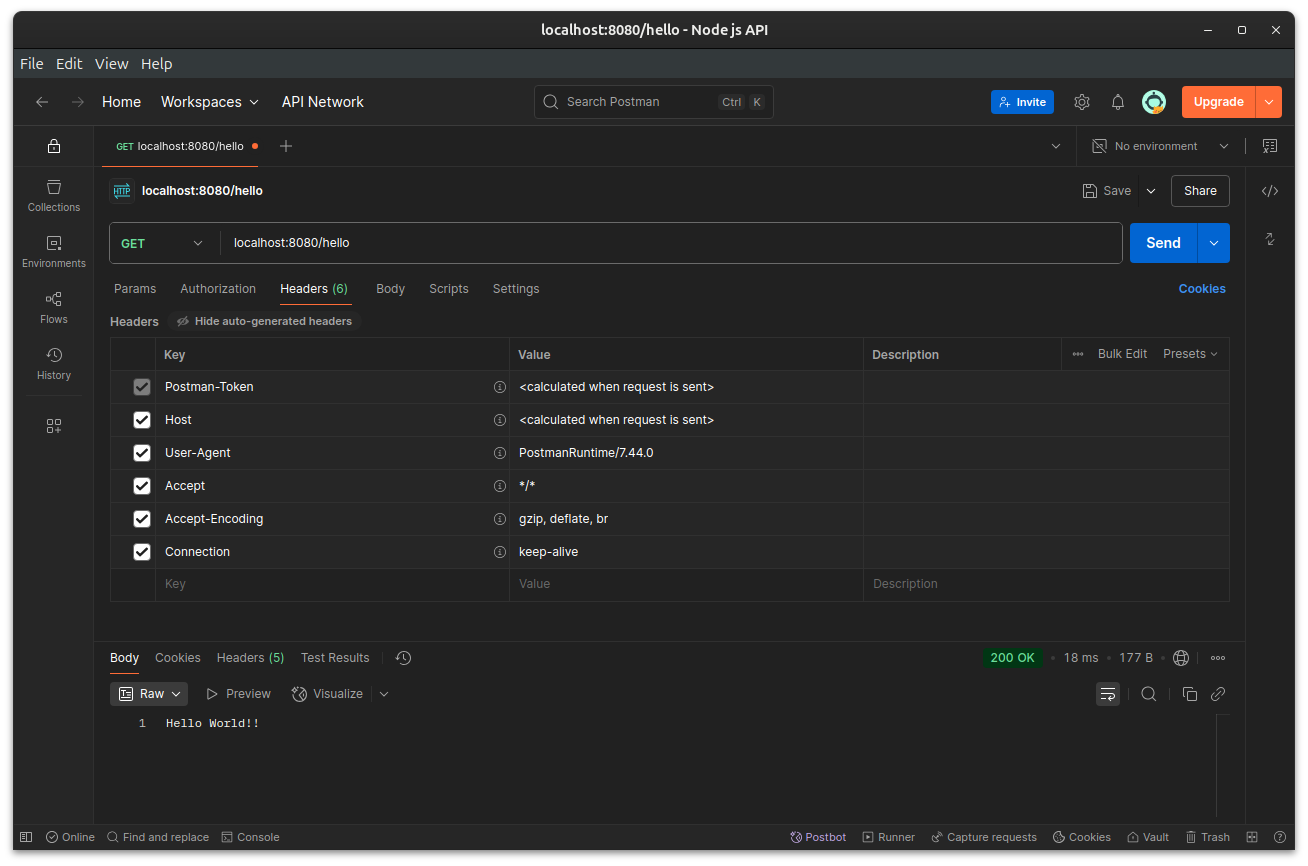 localhost:8080/hello - Node js API
File Edit View Help
Home Workspaces API Network Search Postman Ctrl K Invite Upgrade
GET localhost:8080/hello No environment
HTTP localhost:8080/hello Save Share
Collections
GET localhost:8080/hello Send
Environments
Params Authorization Headers (6) Body Scripts Settings Cookies
Flows
Headers Hide auto-generated headers
Key Value Description Bulk Edit Presets
History
Postman-Token <calculated when request is sent>
Host <calculated when request is sent>
User-Agent PostmanRuntime/7.44.0
Accept */*
Accept-Encoding gzip, deflate, br
Connection keep-alive
Key Value Description
Body Cookies Headers (5) Test Results 200 OK • 18 ms • 177 B •
Raw Preview Visualize
1 Hello World!!
Online Find and replace Console Postbot Runner Capture requests Cookies Vault Trash